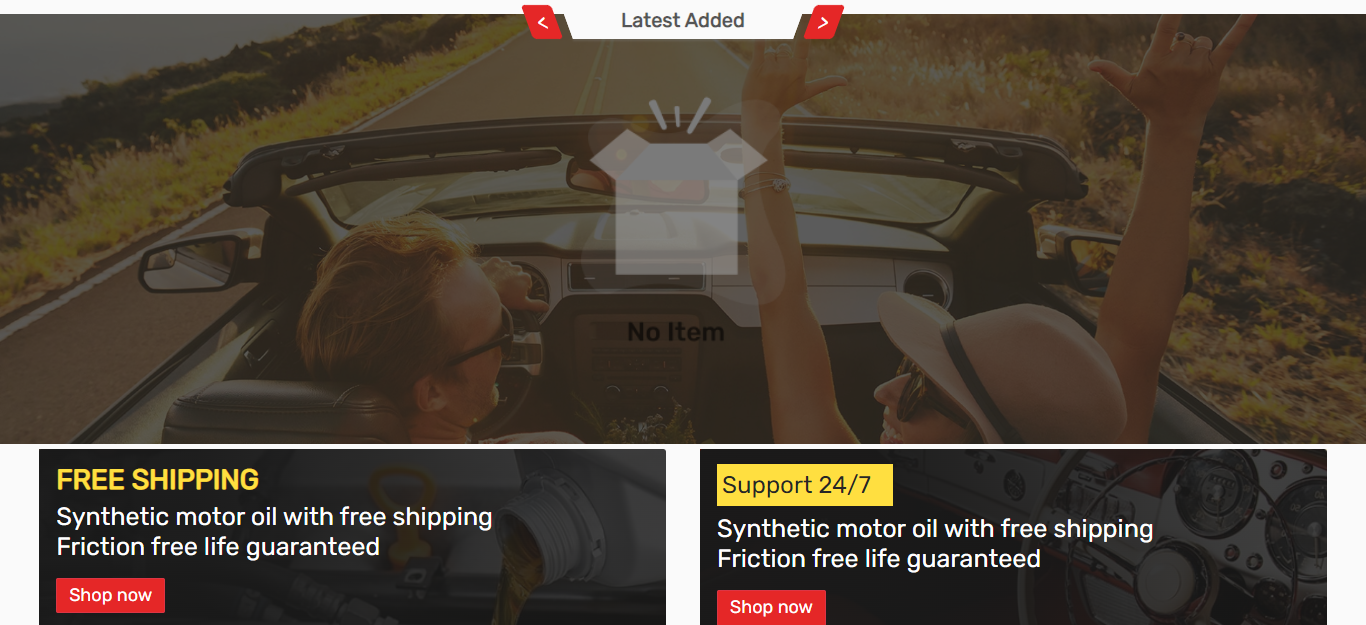 < Latest Added >
No Item
FREE SHIPPING
Synthetic motor oil with free shipping
Friction free life guaranteed
Shop now
Support 24/7
Synthetic motor oil with free shipping
Friction free life guaranteed
Shop now